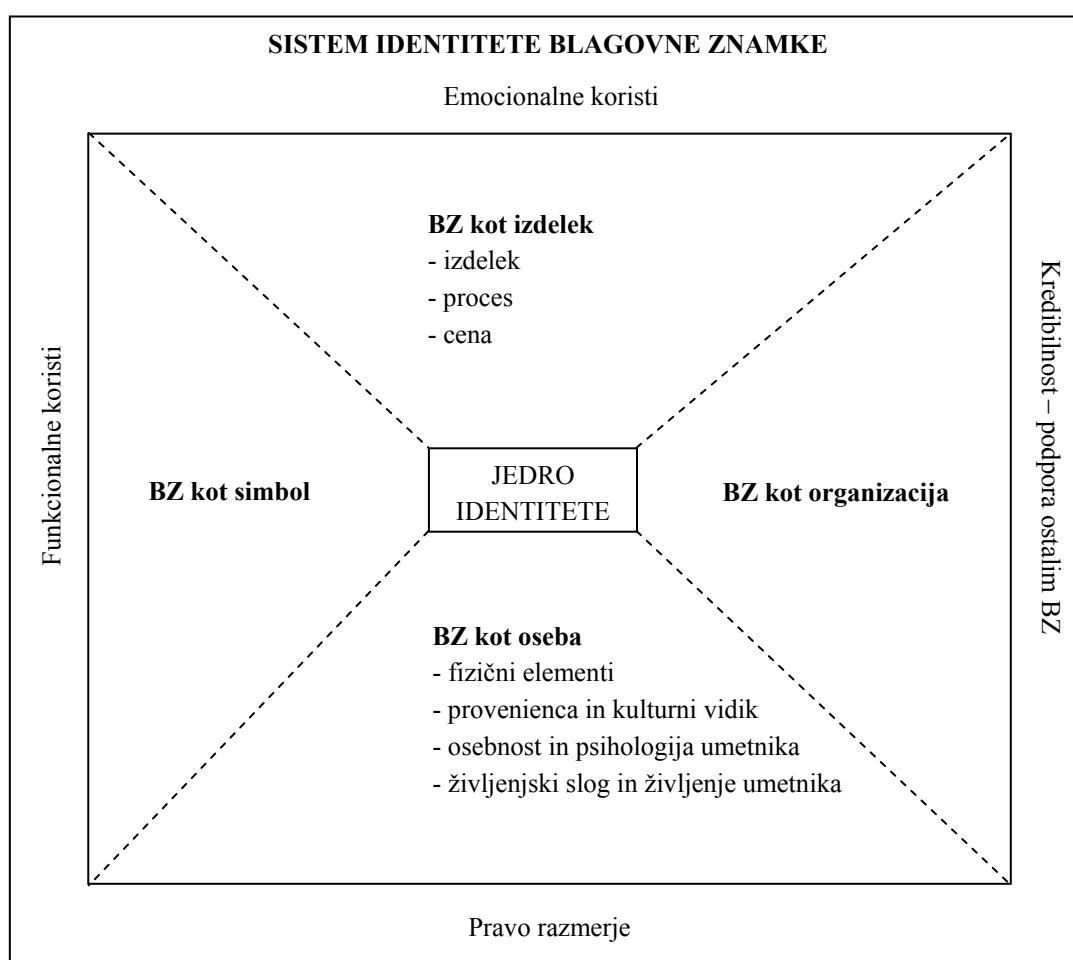 SISTEM IDENTITETE BLAGOVNE ZNAMKE
Emocionalne koristi
BZ kot izdelek
- izdelek
- proces
- cena
Funkcionalne koristi
BZ kot simbol
JEDRO
IDENTITETE
BZ kot organizacija
Kredibilnost – podpora ostalim BZ
BZ kot oseba
- fizični elementi
- provenienca in kulturni vidik
- osebnost in psihologija umetnika
- življenjski slog in življenje umetnika
Pravo razmerje